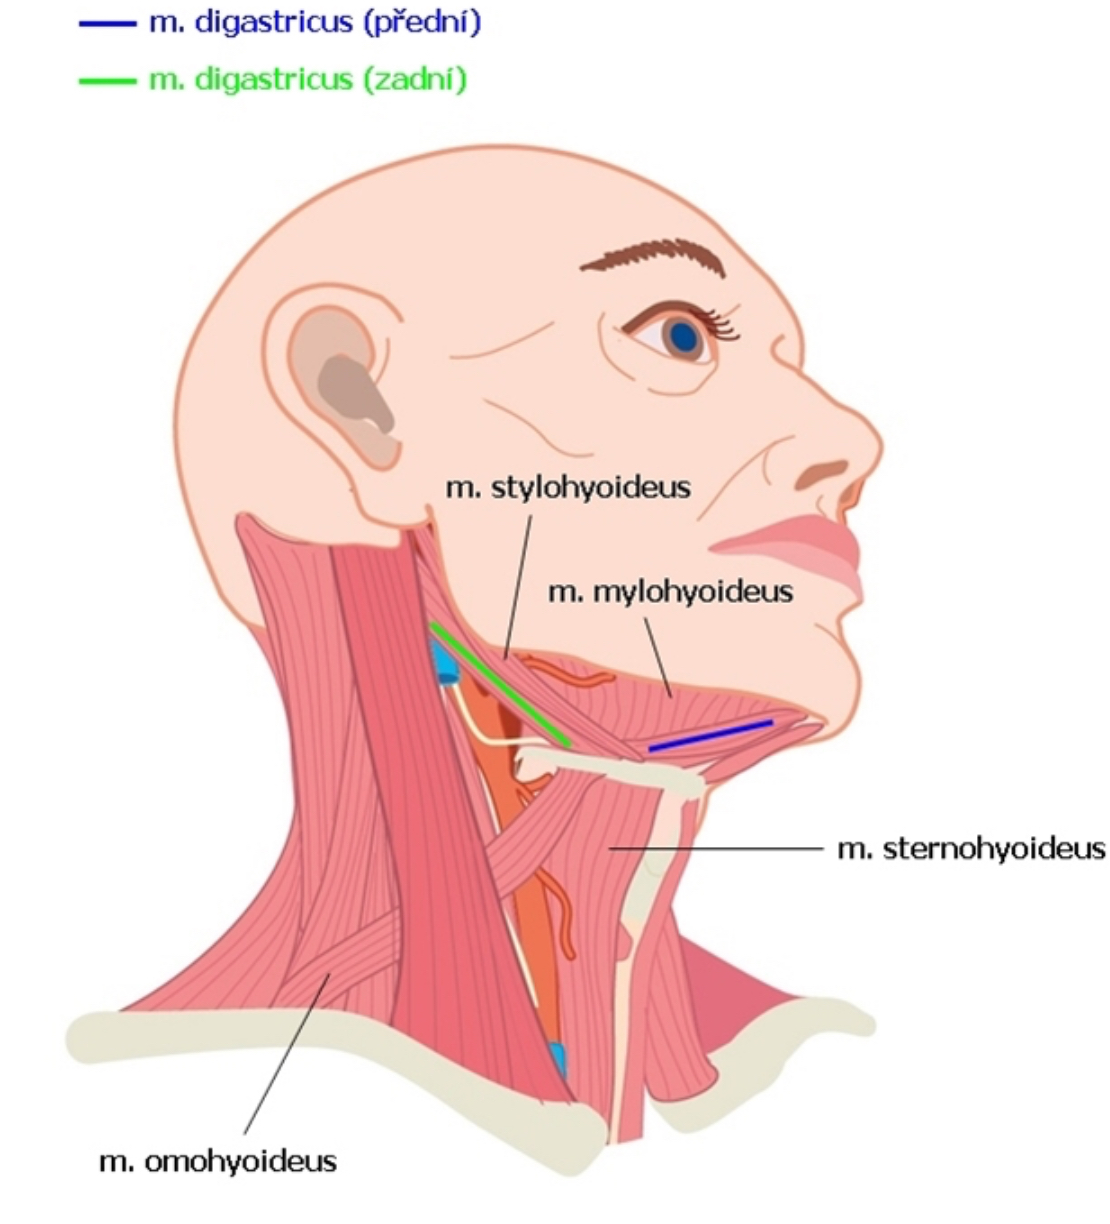 m. digastricus (přední)
m. digastricus (zadní)
m. stylohyoideus
m. mylohyoideus
m. sternohyoideus
m. omohyoideus